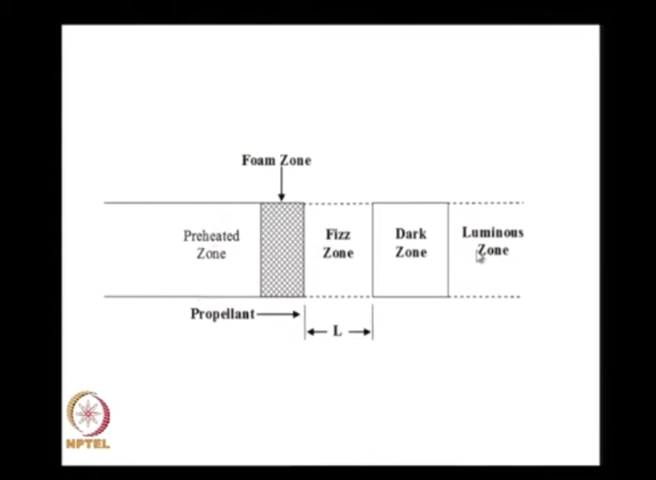 Foam Zone
Preheated
Zone
Fizz
Zone
Dark
Zone
Luminous
Zone
Propellant
L
NPTEL